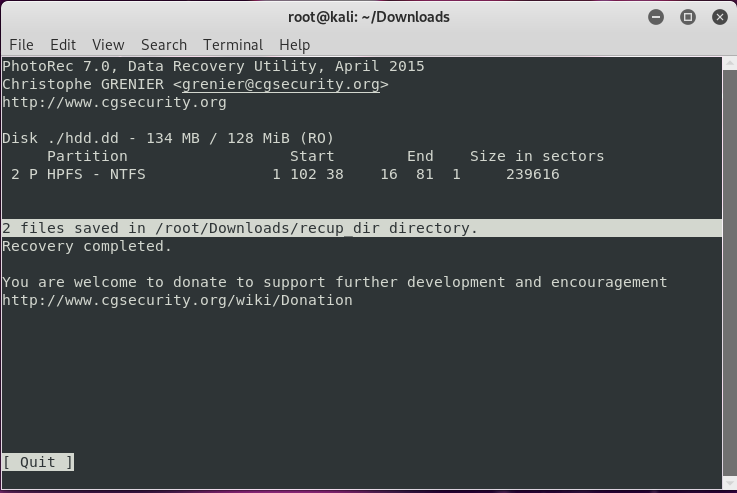 root@kali: ~/Downloads
File Edit View Search Terminal Help
PhotoRec 7.0, Data Recovery Utility, April 2015
Christophe GRENIER <grenier@cgsecurity.org>
http://www.cgsecurity.org
Disk ./hdd.dd - 134 MB / 128 MiB (RO)
Partition Start End Size in sectors
2 P HPFS - NTFS 1 102 38 16 81 1 239616
2 files saved in /root/Downloads/recup_dir directory.
Recovery completed.
You are welcome to donate to support further development and encouragement
http://www.cgsecurity.org/wiki/Donation
[ Quit ]